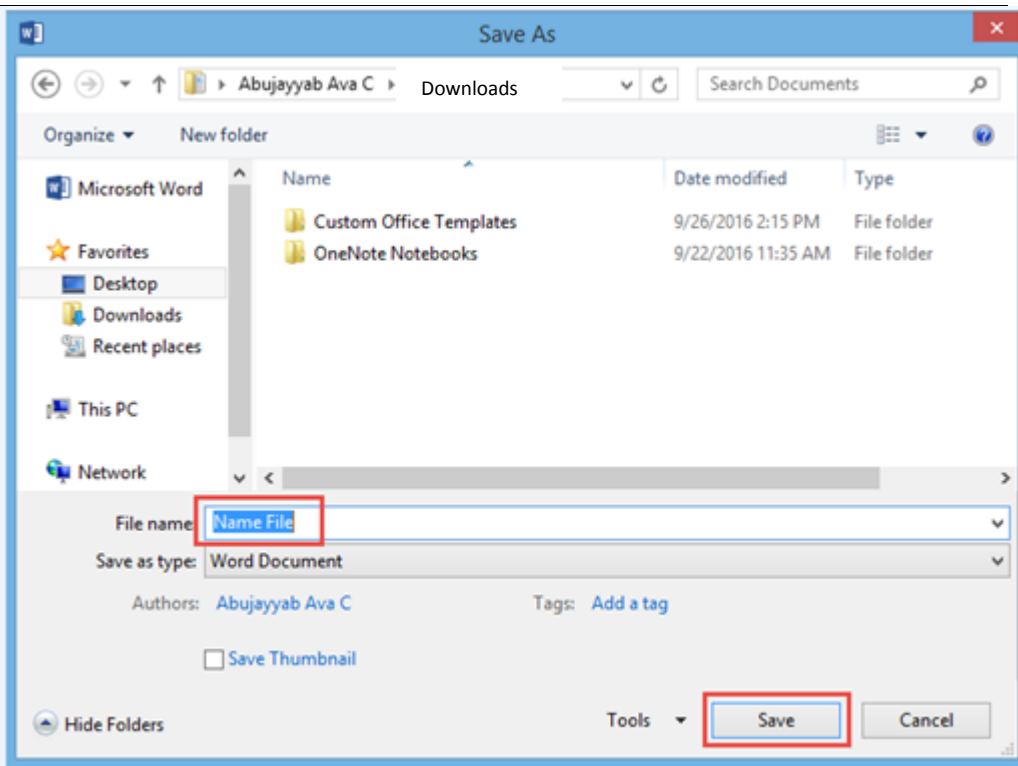 Save As
Abujayyab Ava C Downloads Search Documents
Organize New folder
Name Date modified Type
Microsoft Word
Custom Office Templates 9/26/2016 2:15 PM File folder
Favorites OneNote Notebooks 9/22/2016 11:35 AM File folder
Desktop
Downloads
Recent places
This PC
Network
File name Name File
Save as type: Word Document
Authors: Abujayyab Ava C Tags: Add a tag
Save Thumbnail
Hide Folders Tools Save Cancel